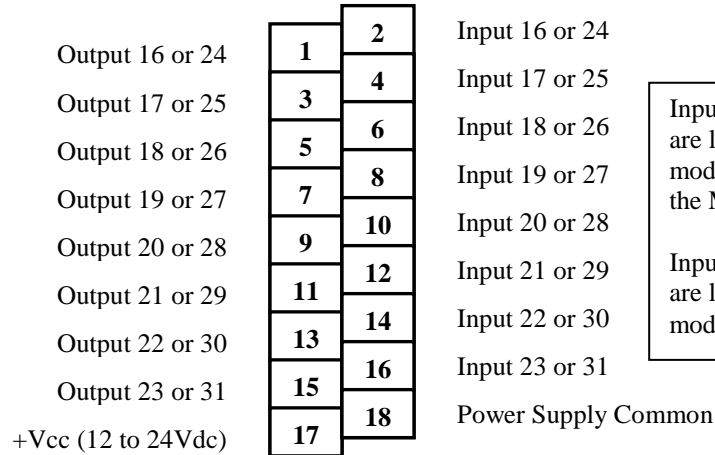 2 Input 16 or 24
Output 16 or 24 1
4 Input 17 or 25
Output 17 or 25 3
6 Input 18 or 26
Output 18 or 26 5
8 Input 19 or 27
Output 19 or 27 7
10 Input 20 or 28
Output 20 or 28 9
12 Input 21 or 29
Output 21 or 29 11
14 Input 22 or 30
Output 22 or 30 13
16 Input 23 or 31
Output 23 or 31 15
18 Power Supply Common
+Vcc (12 to 24Vdc) 17
Inpu
are l
mod
the M
Inpu
are l
mod